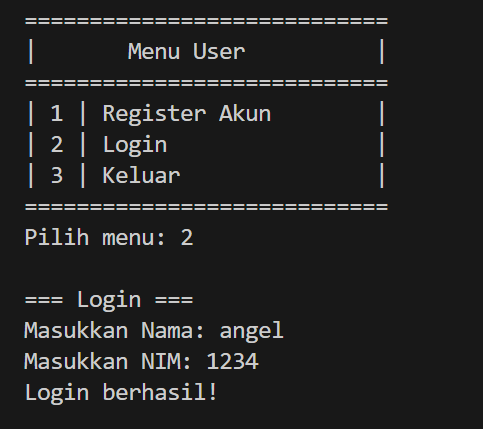 ============================
|       Menu User          |
============================
| 1 | Register Akun        |
| 2 | Login                |
| 3 | Keluar               |
============================
Pilih menu: 2

=== Login ===
Masukkan Nama: angel
Masukkan NIM: 1234
Login berhasil!